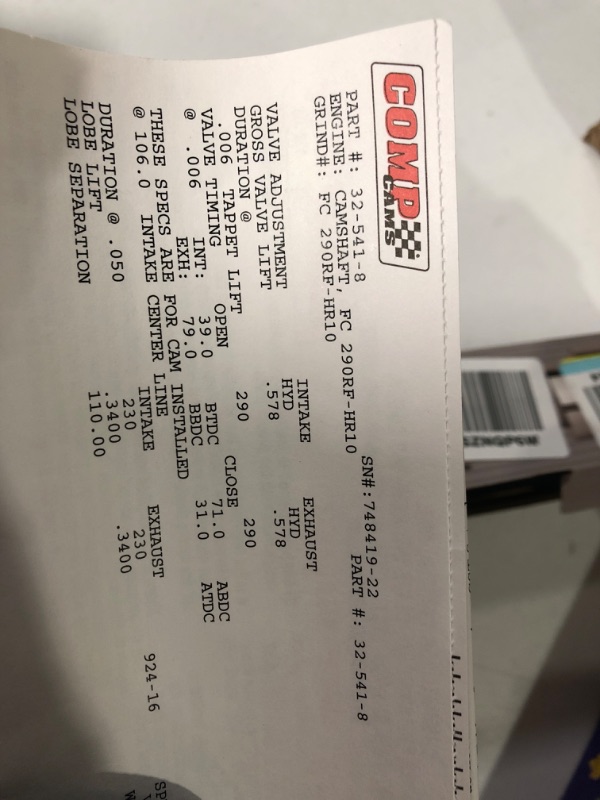 COMP
CAMS
SN#: 748419-22
PART #: 32-541-8 PART #: 32-541-8
ENGINE: CAMSHAFT, FC 290RF-HR10
GRIND#: FC 290RF-HR10
INTAKE EXHAUST
VALVE ADJUSTMENT HYD HYD
GROSS VALVE LIFT .578 .578
DURATION @
.006 TAPPET LIFT 290 290
VALVE TIMING OPEN CLOSE
@ .006 INT: 39.0 BTDC 71.0 ABDC
EXH: 79.0 BBDC 31.0 ATDC
THESE SPECS ARE FOR CAM INSTALLED
@ 106.0 INTAKE CENTER LINE
INTAKE EXHAUST 924-16
DURATION @ .050 230 230
LOBE LIFT .3400 .3400
LOBE SEPARATION 110.00